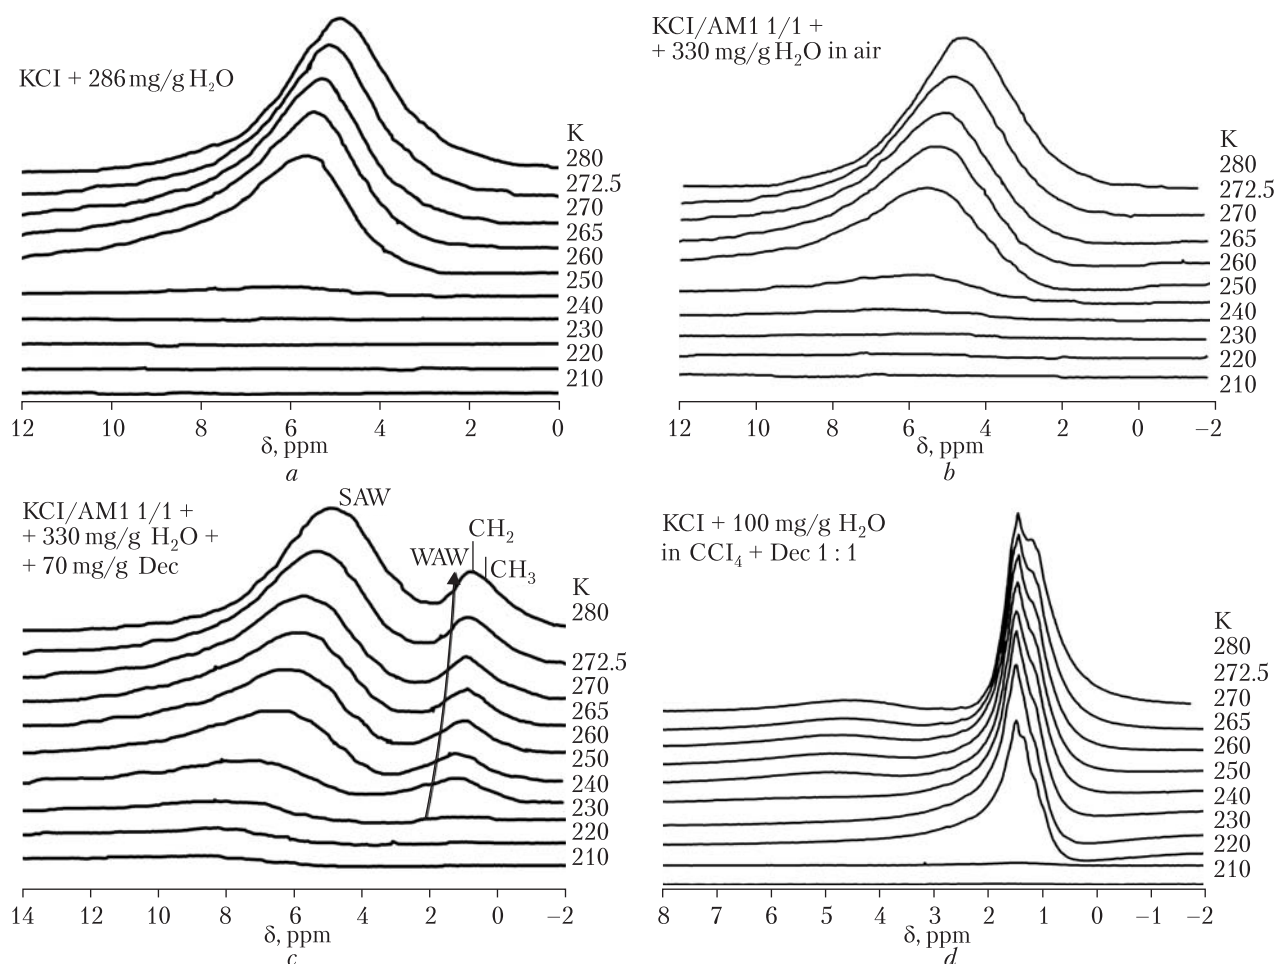 KCI + 286 mg/g H₂O
K
280
272.5
270
265
260
250
240
230
220
210
12 10 8 6 4 2 0
δ, ppm
a
KCI/AM1 1/1 +
+ 330 mg/g H₂O in air
K
280
272.5
270
265
260
250
240
230
220
210
12 10 8 6 4 2 0 –2
δ, ppm
b
KCI/AM1 1/1 +
+ 330 mg/g H₂O +
+ 70 mg/g Dec
SAW
WAW
CH₂
CH₃
K
280
272.5
270
265
260
250
240
230
220
210
14 12 10 8 6 4 2 0 –2
δ, ppm
c
KCI + 100 mg/g H₂O
in CCI₄ + Dec 1 : 1
K
280
272.5
270
265
260
250
240
230
220
210
8 7 6 5 4 3 2 1 0 –1 –2
δ, ppm
d